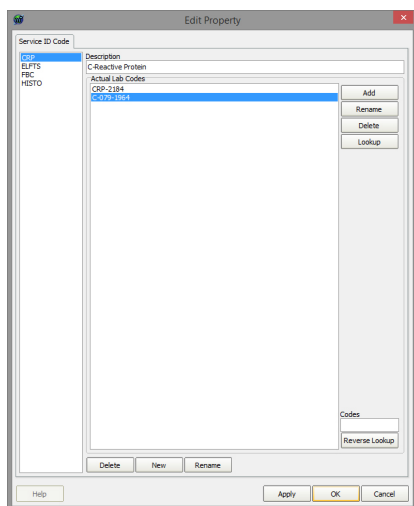 Edit Property
Service ID Code
CRP
ELFTS
FBC
HISTO
Description
C-Reactive Protein
Actual Lab Codes
CRP-2184
C-079-1964
Add
Rename
Delete
Lookup
Codes
Reverse Lookup
Delete New Rename
Help Apply OK Cancel